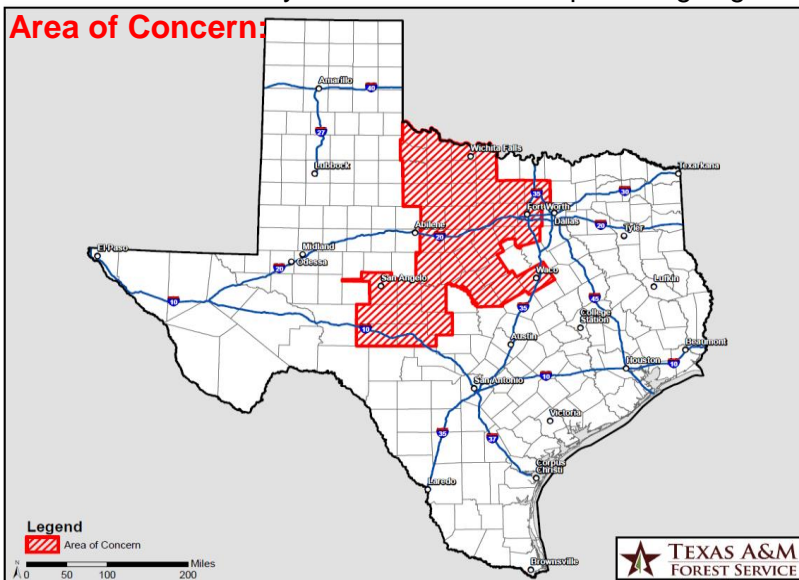 Area of Concern:
Amarillo
40
27
Lubbock
Wichita Falls
Texarkana
35
30
Fort Worth
Dallas
Abilene
20
20
Tyler
El Paso
Midland
Odessa
20
San Angelo
Waco
Lufkin
10
10
35
45
College
Station
Austin
Beaumont
Houston
10
San Antonio
10
Victoria
35
37
Corpus
Christi
Laredo
Brownsville
Legend
Area of Concern
N
Miles
0 50 100 200
TEXAS A&M
FOREST SERVICE